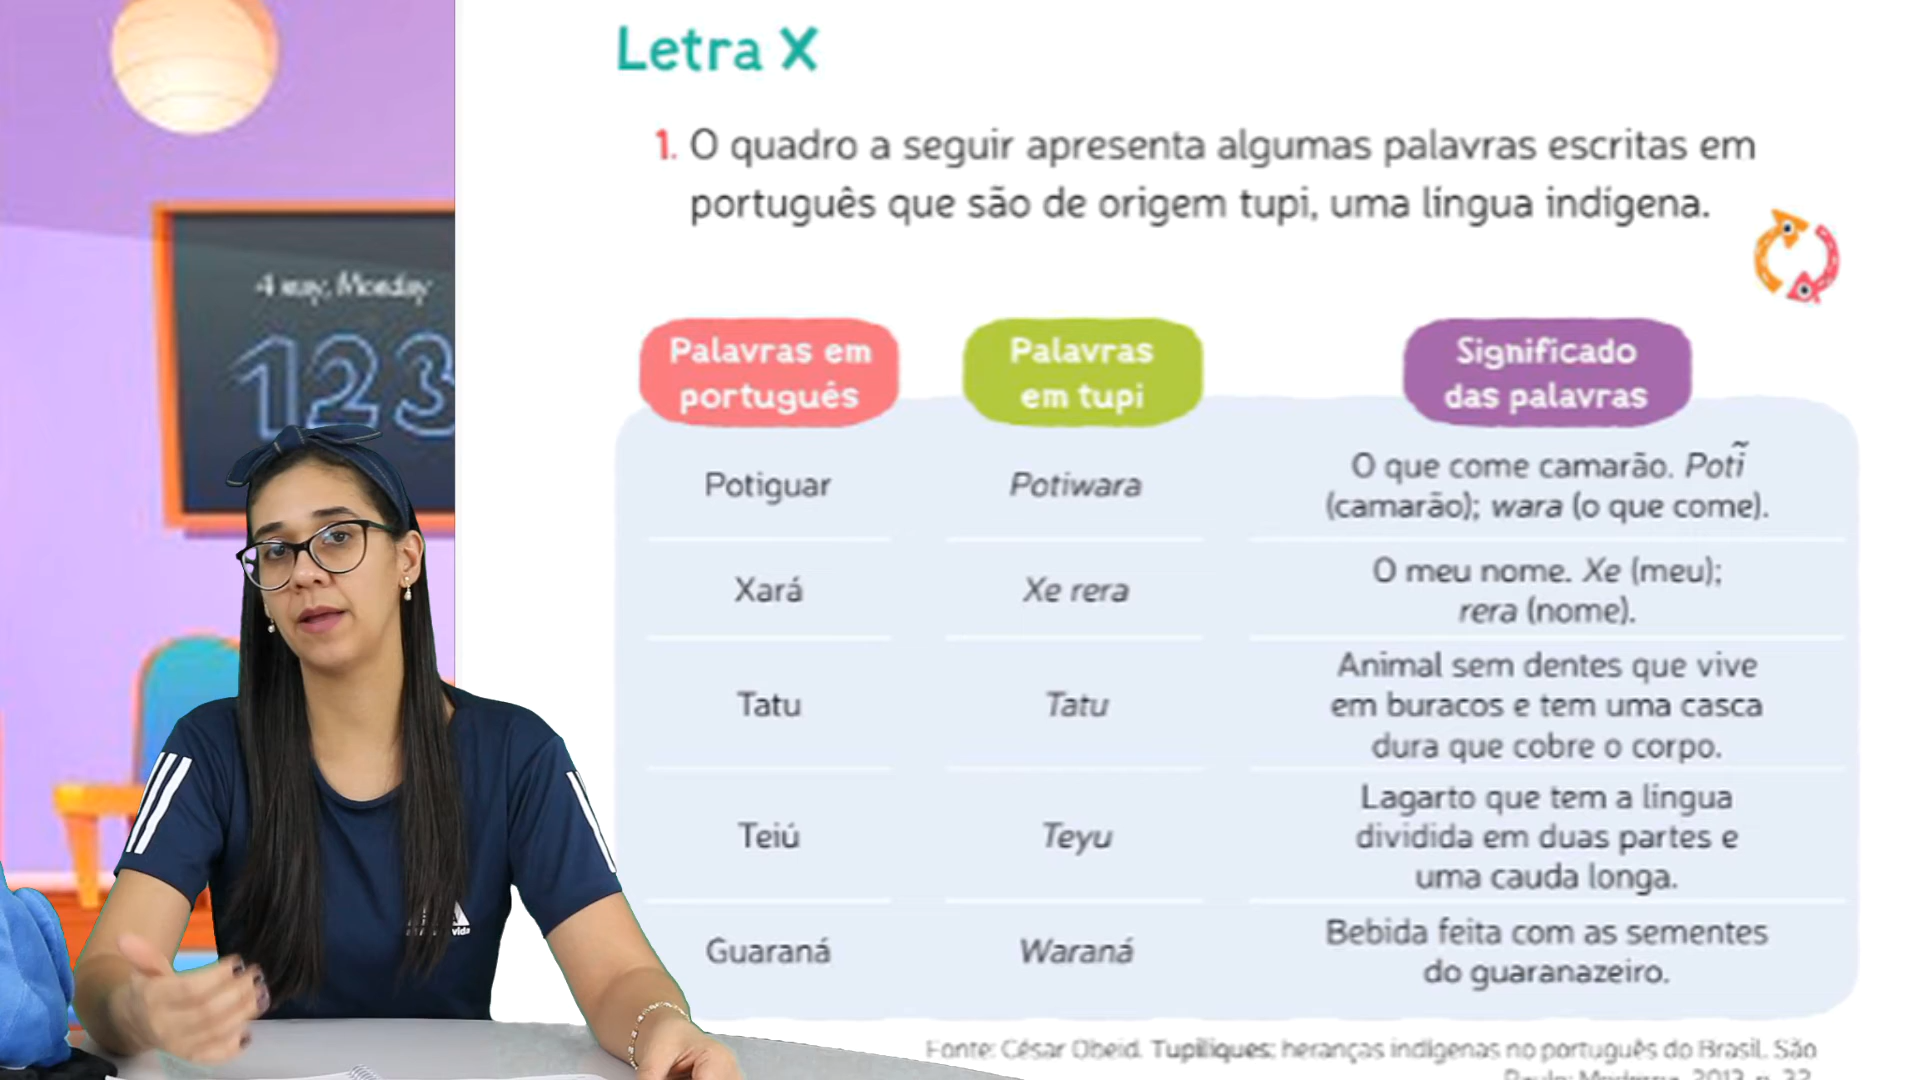 Letra X
1. O quadro a seguir apresenta algumas palavras escritas em
português que são de origem tupi, uma língua indígena.
4 may, Monday
123
Palavras em
português
Palavras
em tupi
Significado
das palavras
Potiguar
Potiwara
O que come camarão. Potĩ
(camarão); wara (o que come).
Xará
Xe rera
O meu nome. Xe (meu);
rera (nome).
Tatu
Tatu
Animal sem dentes que vive
em buracos e tem uma casca
dura que cobre o corpo.
Teiú
Teyu
Lagarto que tem a língua
dividida em duas partes e
uma cauda longa.
Guaraná
Waraná
Bebida feita com as sementes
do guaranazeiro.
Fonte: César Obeid. Tupiliques: heranças indígenas no português do Brasil. São
Paulo: Moderna, 2013. p. 32.